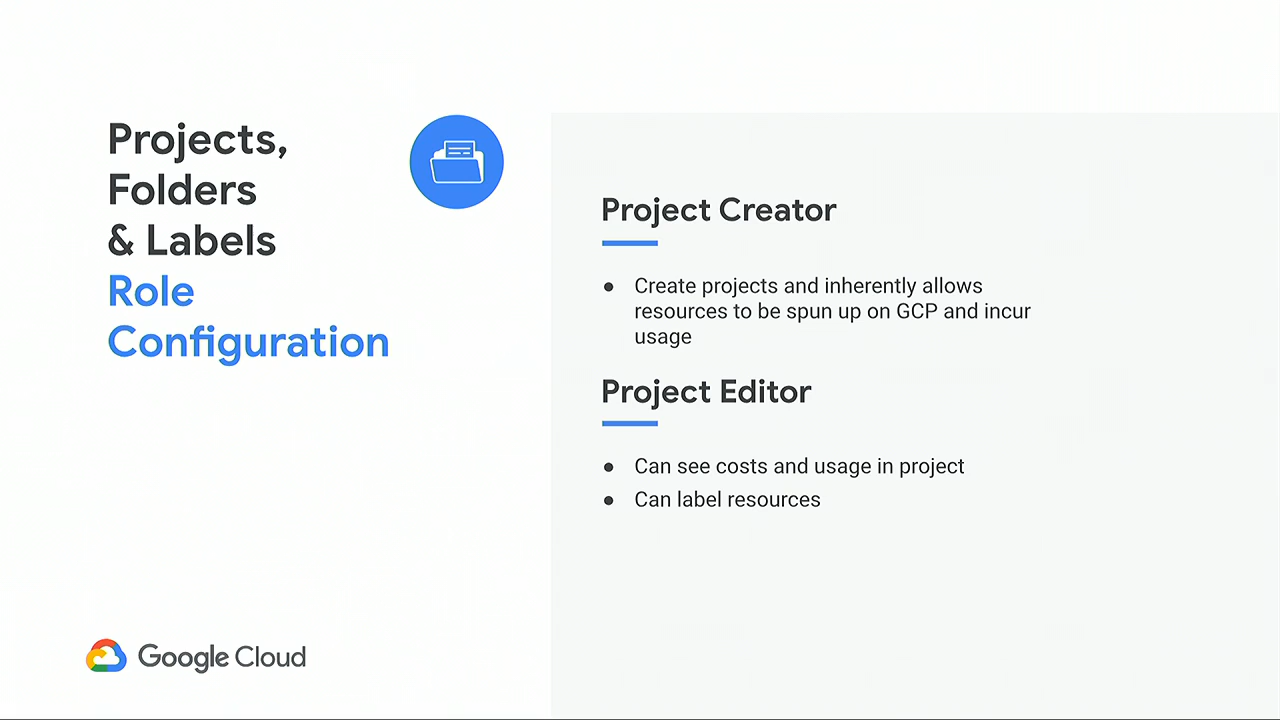 Projects,
Folders
& Labels
Role
Configuration
Project Creator
● Create projects and inherently allows
resources to be spun up on GCP and incur
usage
Project Editor
● Can see costs and usage in project
● Can label resources
Google Cloud